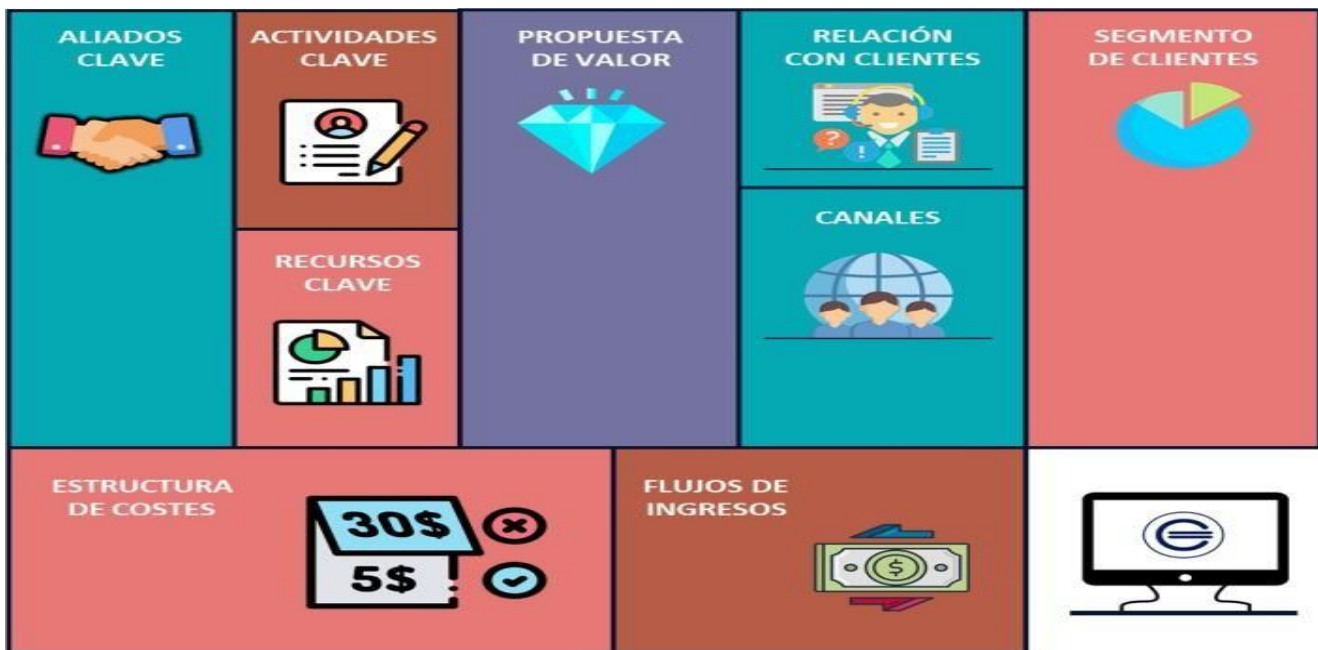 ALIADOS
CLAVE
ACTIVIDADES
CLAVE
RECURSOS
CLAVE
PROPUESTA
DE VALOR
RELACIÓN
CON CLIENTES
?
!
CANALES
SEGMENTO
DE CLIENTES
ESTRUCTURA
DE COSTES
30$
5$
FLUJOS DE
INGRESOS
$